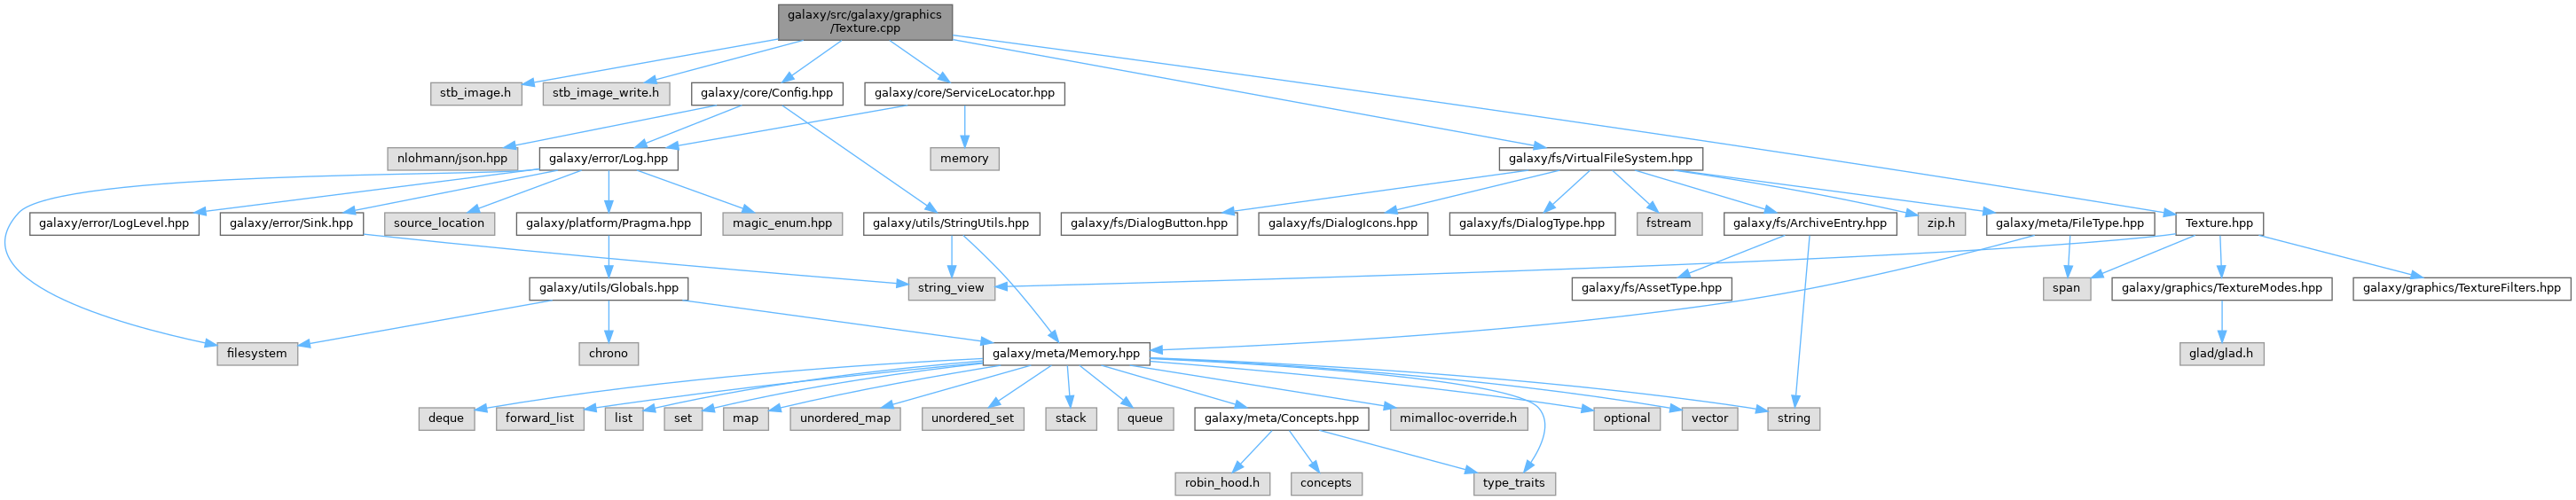 galaxy/src/galaxy/graphics
/Texture.cpp
stb_image.h
stb_image_write.h
galaxy/core/Config.hpp
galaxy/core/ServiceLocator.hpp
nlohmann/json.hpp
galaxy/error/Log.hpp
memory
galaxy/fs/VirtualFileSystem.hpp
galaxy/error/LogLevel.hpp
galaxy/error/Sink.hpp
source_location
galaxy/platform/Pragma.hpp
magic_enum.hpp
galaxy/utils/StringUtils.hpp
galaxy/fs/DialogButton.hpp
galaxy/fs/DialogIcons.hpp
galaxy/fs/DialogType.hpp
fstream
galaxy/fs/ArchiveEntry.hpp
zip.h
galaxy/meta/FileType.hpp
Texture.hpp
galaxy/utils/Globals.hpp
string_view
galaxy/fs/AssetType.hpp
span
galaxy/graphics/TextureModes.hpp
galaxy/graphics/TextureFilters.hpp
filesystem
chrono
galaxy/meta/Memory.hpp
glad/glad.h
deque
forward_list
list
set
map
unordered_map
unordered_set
stack
queue
galaxy/meta/Concepts.hpp
mimalloc-override.h
optional
vector
string
robin_hood.h
concepts
type_traits